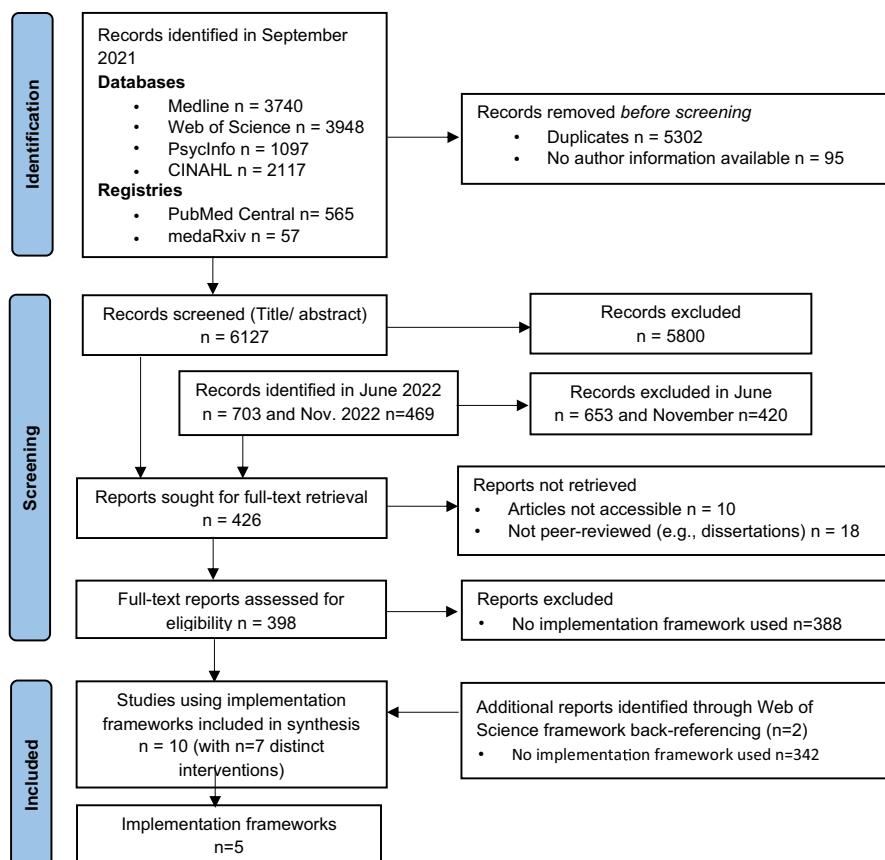 Identification
Records identified in September
2021
Databases
• Medline n = 3740
• Web of Science n = 3948
• PsycInfo n = 1097
• CINAHL n = 2117
Registries
• PubMed Central n= 565
• medaRxiv n = 57
Records removed before screening
• Duplicates n = 5302
• No author information available n = 95
Screening
Records screened (Title/ abstract)
n = 6127
Records excluded
n = 5800
Records identified in June 2022
n = 703 and Nov. 2022 n=469
Records excluded in June
n = 653 and November n=420
Reports sought for full-text retrieval
n = 426
Reports not retrieved
• Articles not accessible n = 10
• Not peer-reviewed (e.g., dissertations) n = 18
Full-text reports assessed for
eligibility n = 398
Reports excluded
• No implementation framework used n=388
Included
Studies using implementation
frameworks included in synthesis
n = 10 (with n=7 distinct
interventions)
Additional reports identified through Web of
Science framework back-referencing (n=2)
• No implementation framework used n=342
Implementation frameworks
n=5